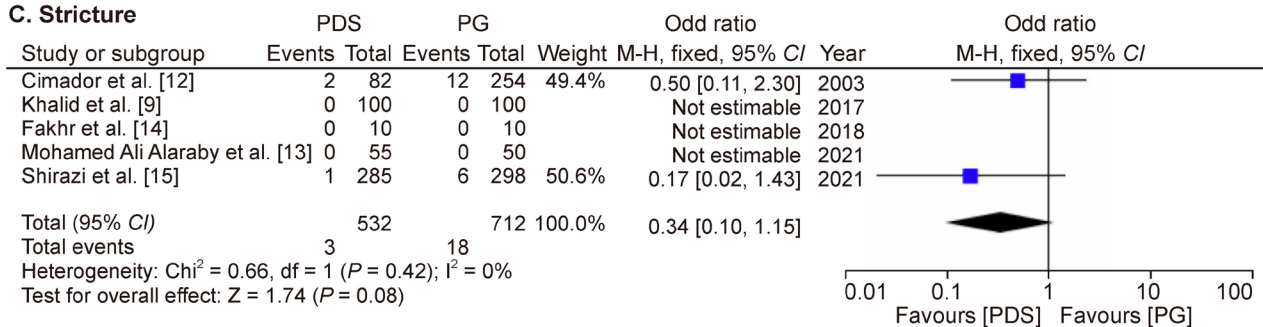 C. Stricture
PDS PG Odd ratio Odd ratio
Study or subgroup Events Total Events Total Weight M-H, fixed, 95% CI Year M-H, fixed, 95% CI
Cimador et al. [12] 2 82 12 254 49.4% 0.50 [0.11, 2.30] 2003
Khalid et al. [9] 0 100 0 100 Not estimable 2017
Fakhr et al. [14] 0 10 0 10 Not estimable 2018
Mohamed Ali Alaraby et al. [13] 0 55 0 50 Not estimable 2021
Shirazi et al. [15] 1 285 6 298 50.6% 0.17 [0.02, 1.43] 2021
Total (95% CI) 532 712 100.0% 0.34 [0.10, 1.15]
Total events 3 18
Heterogeneity: Chi² = 0.66, df = 1 (P = 0.42); I² = 0%
Test for overall effect: Z = 1.74 (P = 0.08)
0.01 0.1 1 10 100
Favours [PDS] Favours [PG]